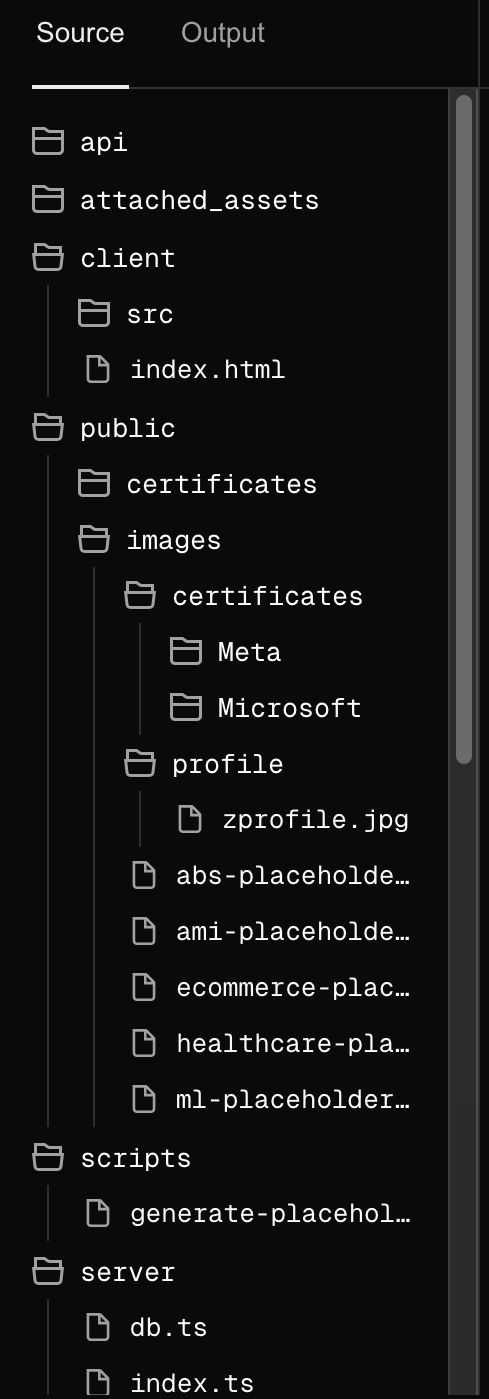 Source Output
api
attached_assets
client
src
index.html
public
certificates
images
certificates
Meta
Microsoft
profile
zprofile.jpg
abs-placeholde…
ami-placeholde…
ecommerce-plac…
healthcare-pla…
ml-placeholder…
scripts
generate-placehol…
server
db.ts
index.ts